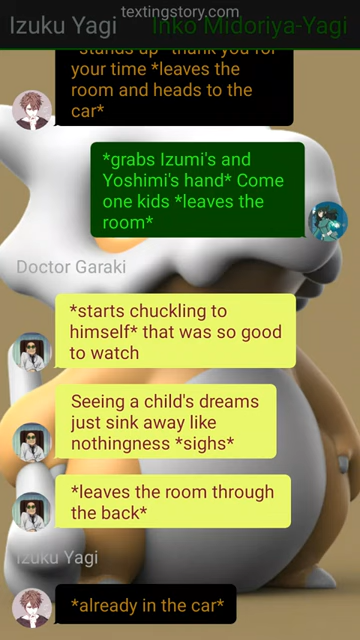 textingstory.com
Izuku Yagi
Inko Midoriya-Yagi
*stands up* thank you for
your time *leaves the
room and heads to the
car*
*grabs Izumi's and
Yoshimi's hand* Come
one kids *leaves the
room*
Doctor Garaki
*starts chuckling to
himself* that was so good
to watch
Seeing a child's dreams
just sink away like
nothingness *sighs*
*leaves the room through
the back*
Izuku Yagi
*already in the car*